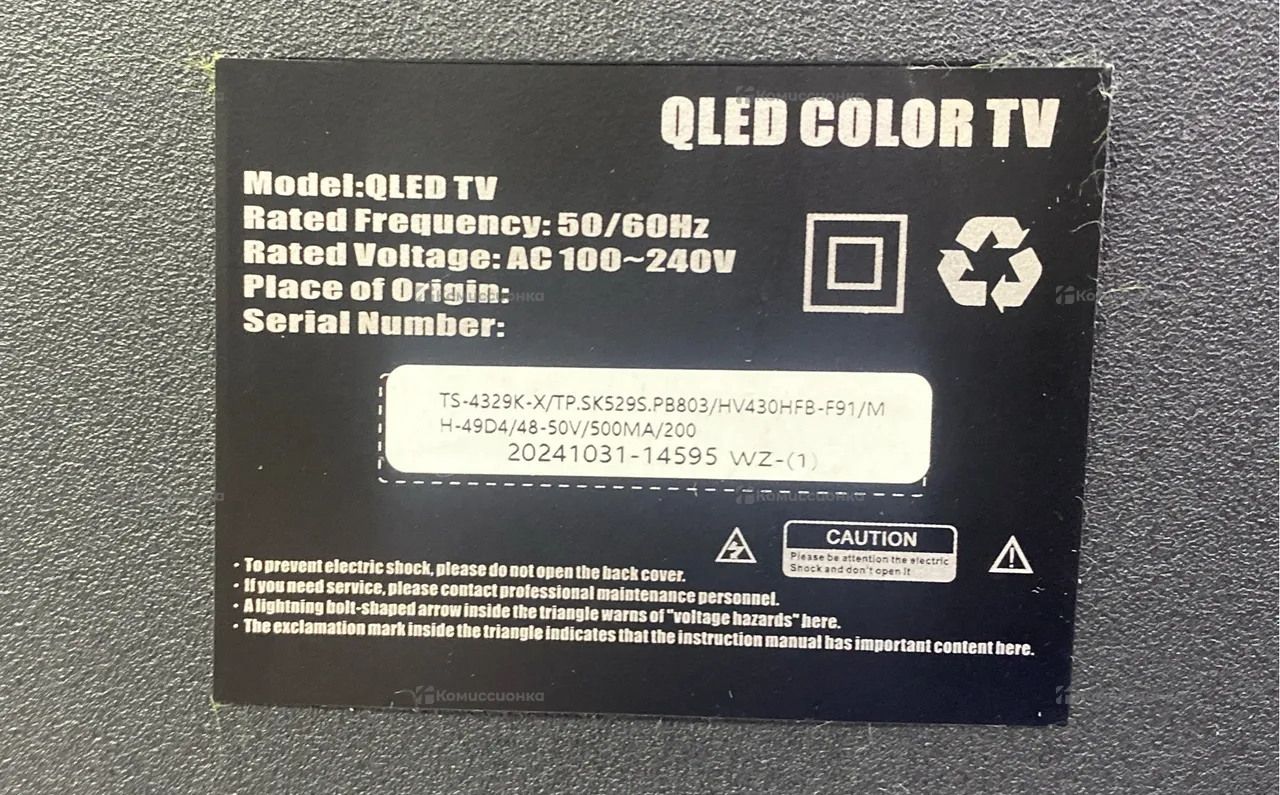 QLED COLOR TV
Model:QLED TV
Rated Frequency: 50/60Hz
Rated Voltage: AC 100~240V
Place of Origin:
Serial Number:
TS-4329K-X/TP.SK529S.PB803/HV430HFB-F91/M
H-49D4/48-50V/500MA/200
20241031-14595 WZ-(1)
CAUTION
Please be attention the electric
Shock and don't open it
· To prevent electric shock, please do not open the back cover.
· If you need service, please contact professional maintenance personnel.
· A lightning bolt-shaped arrow inside the triangle warns of "voltage hazards" here.
· The exclamation mark inside the triangle indicates that the instruction manual has important content here.
Комиссионка
Комиссионка
Комиссионка
Комиссионка